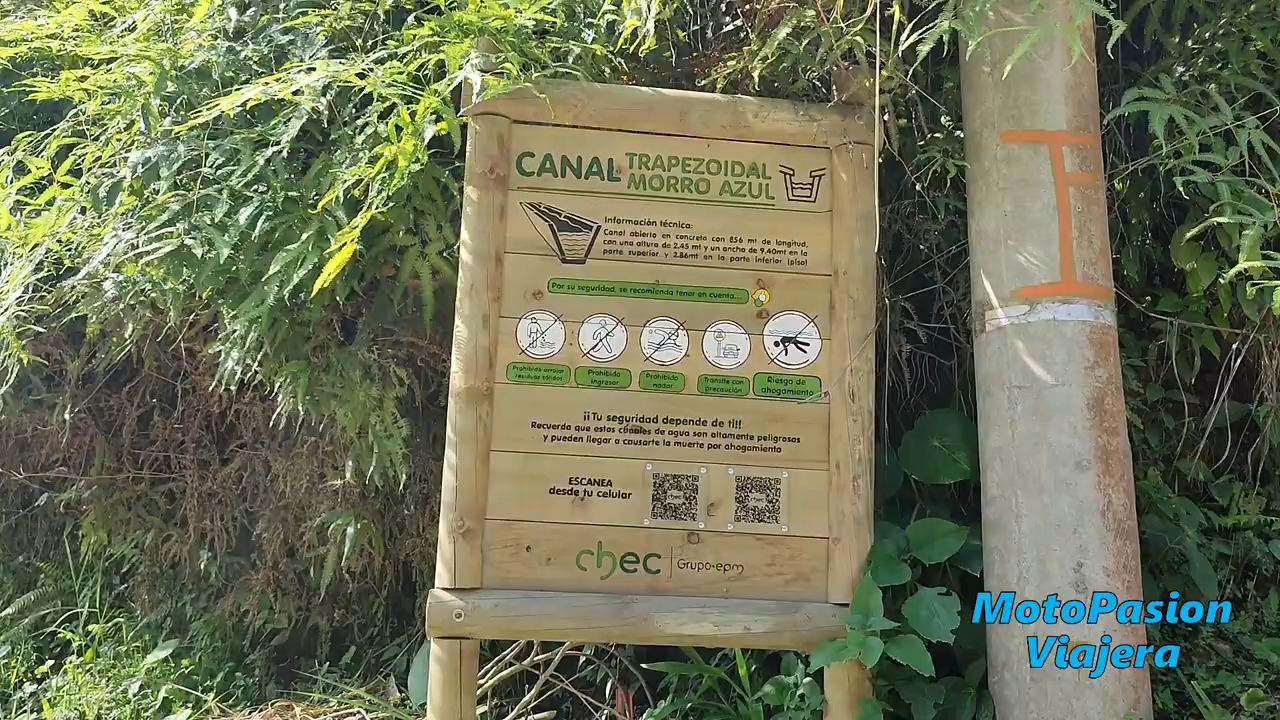 CANAL TRAPEZOIDAL
MORRO AZUL
Información técnica:
Canal abierto en concreto con 856 mt de longitud,
con una altura de 2.45 mt y un ancho de 9.40mt en la
parte superior y 2.86mt en la parte inferior (piso)
Por su seguridad, se recomienda tener en cuenta...
Prohibido arrojar
residuos sólidos
Prohibido
ingresar
Prohibido
nadar
Transite con
precaución
Riesgo de
ahogamiento
¡¡Tu seguridad depende de ti!!
Recuerda que estos canales de agua son altamente peligrosos
y pueden llegar a causarte la muerte por ahogamiento
ESCANEA
desde tu celular
chec
chec
chec Grupo·epm
MotoPasion
Viajera